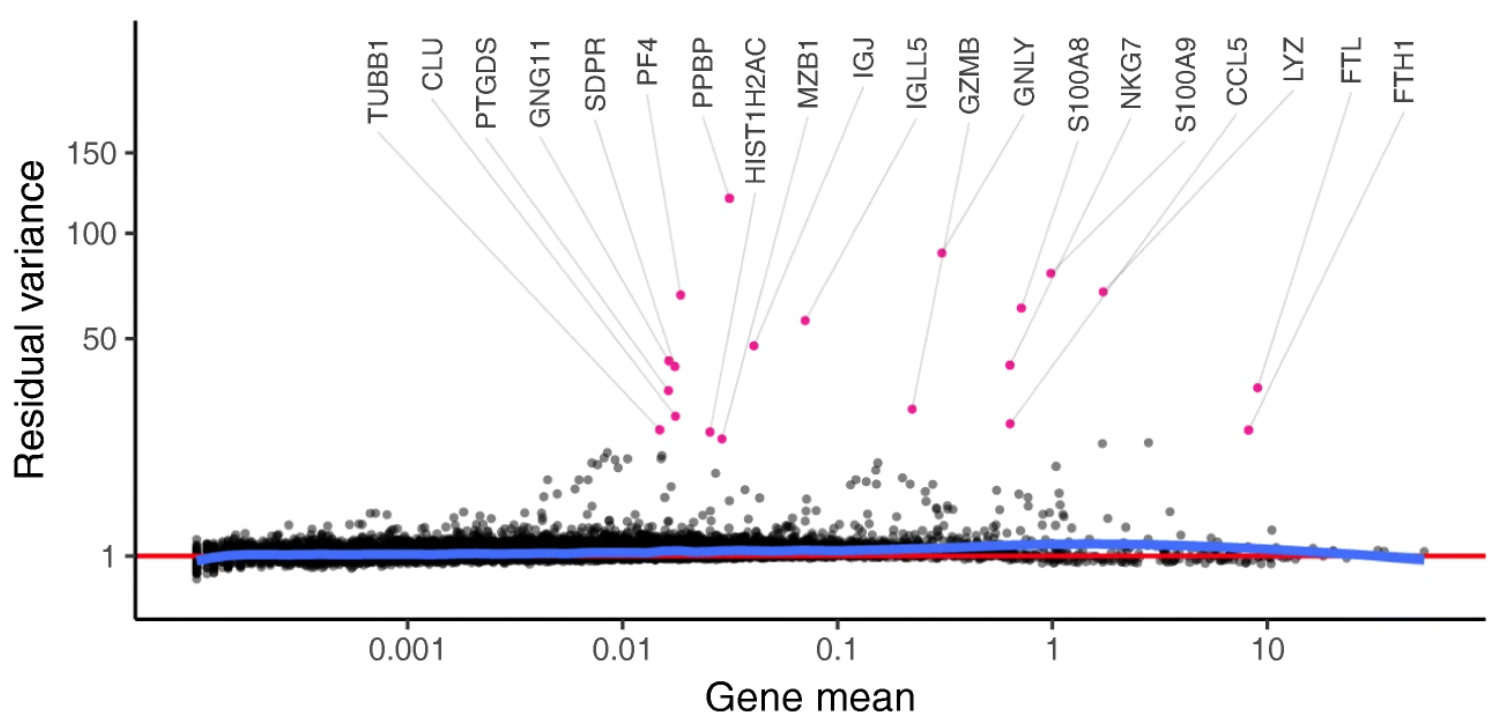 TUBB1
CLU
PTGDS
GNG11
SDPR
PF4
PPBP
HIST1H2AC
MZB1
IGJ
IGLL5
GZMB
GNLY
S100A8
NKG7
S100A9
CCL5
LYZ
FTL
FTH1
Residual variance
150
100
50
1
0.001
0.01
0.1
1
10
Gene mean